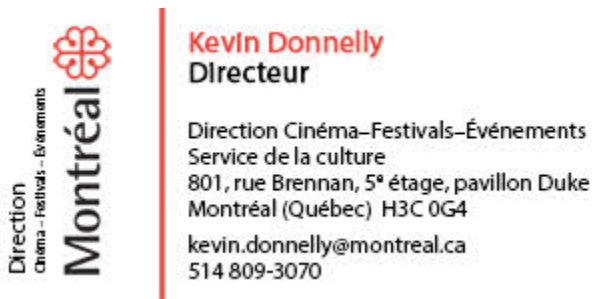 Direction
Cinéma – Festivals – Événements
Montréal
Kevin Donnelly
Directeur
Direction Cinéma–Festivals–Événements
Service de la culture
801, rue Brennan, 5e étage, pavillon Duke
Montréal (Québec) H3C 0G4
kevin.donnelly@montreal.ca
514 809-3070